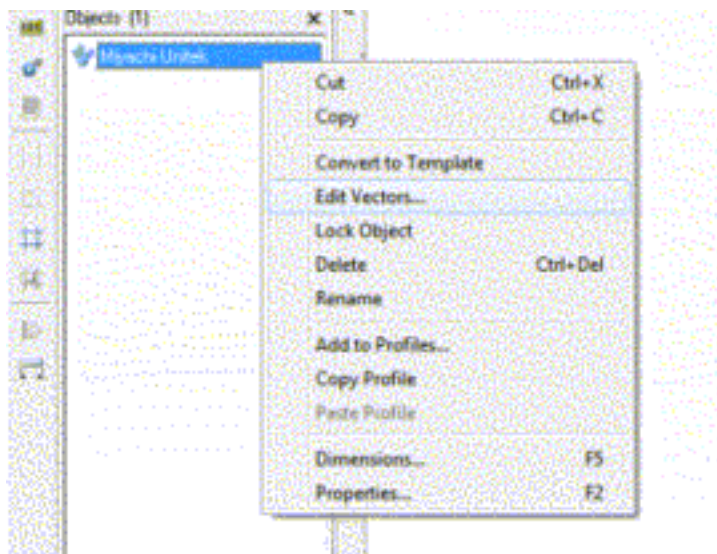 Objects (1)
Miyachi Unitek
Cut Ctrl+X
Copy Ctrl+C
Convert to Template
Edit Vectors...
Lock Object
Delete Ctrl+Del
Rename
Add to Profiles...
Copy Profile
Paste Profile
Dimensions... F5
Properties... F2